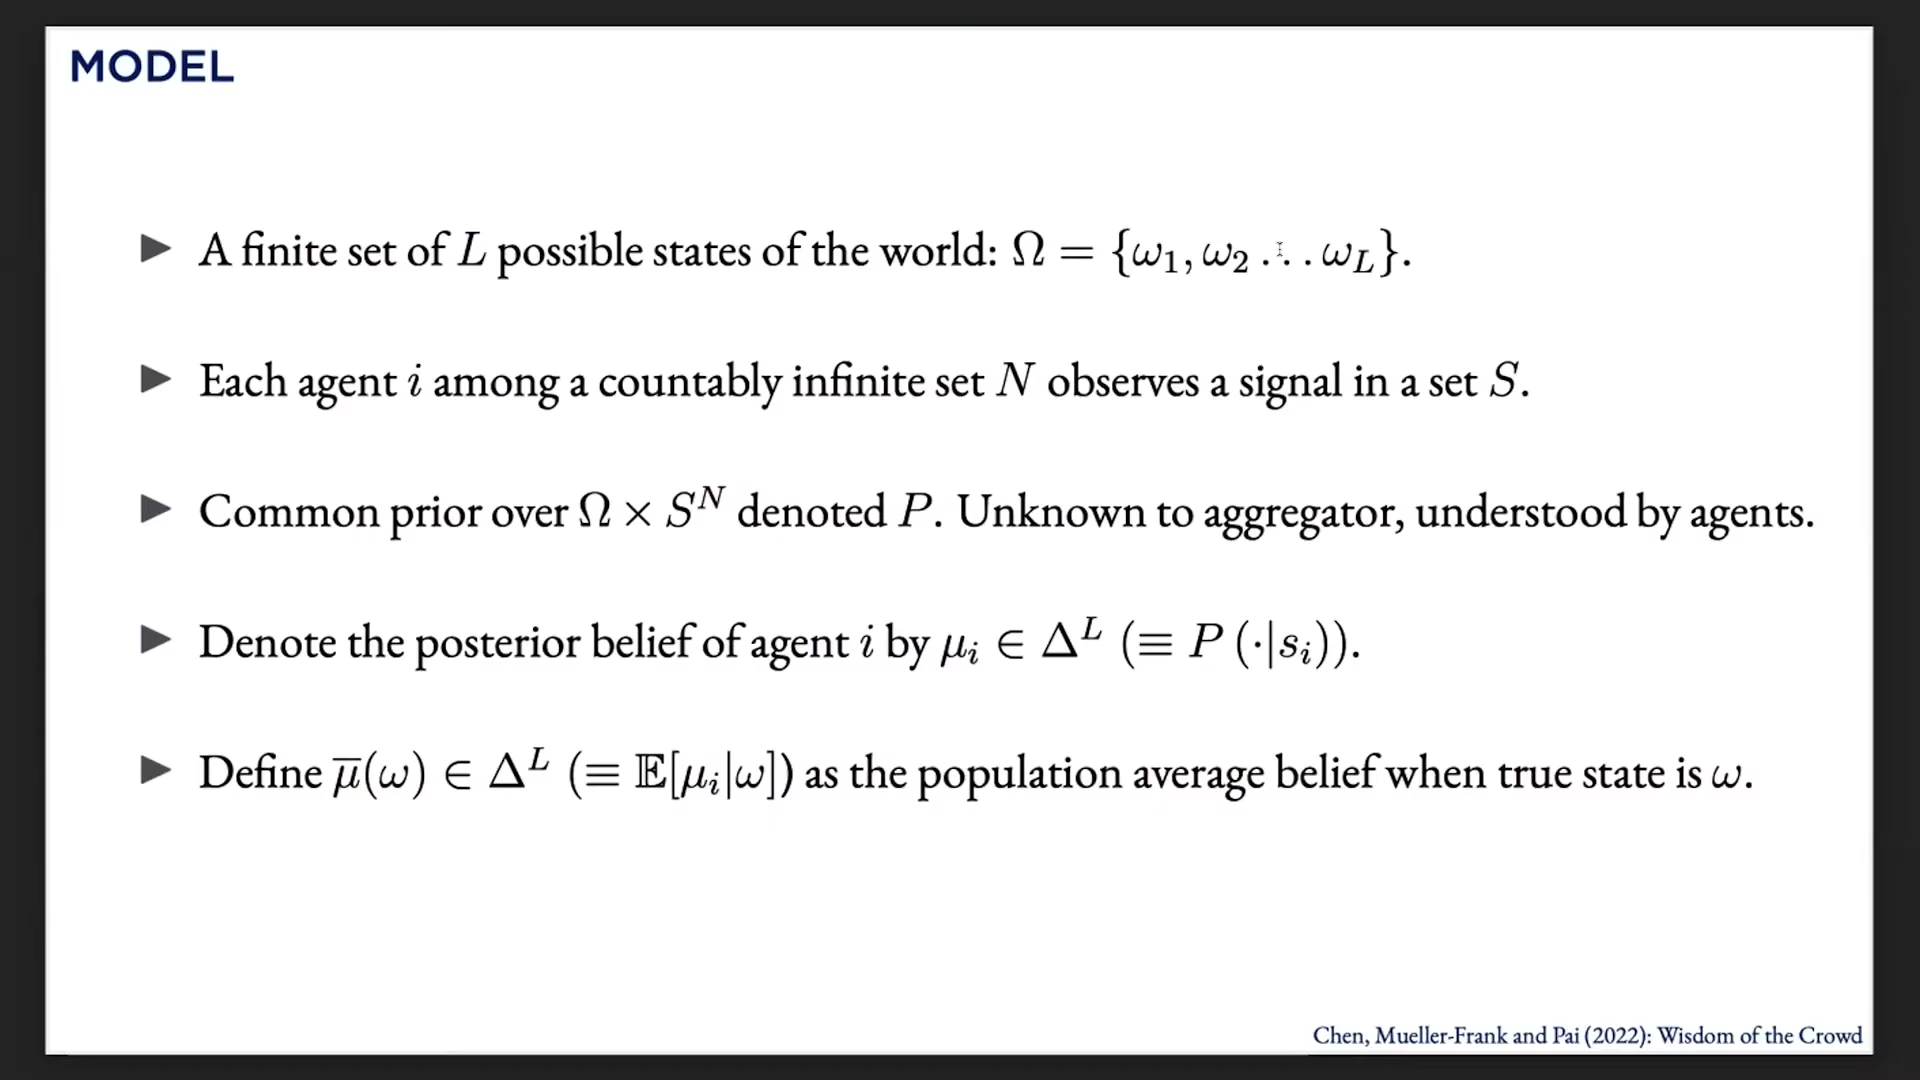 MODEL
▶ A finite set of L possible states of the world: Ω = {ω₁, ω₂ . . . ω_L}.
▶ Each agent i among a countably infinite set N observes a signal in a set S.
▶ Common prior over Ω × S^N denoted P. Unknown to aggregator, understood by agents.
▶ Denote the posterior belief of agent i by μᵢ ∈ Δ^L (≡ P (·|sᵢ)).
▶ Define μ̅(ω) ∈ Δ^L (≡ 𝔼[μᵢ|ω]) as the population average belief when true state is ω.
Chen, Mueller-Frank and Pai (2022): Wisdom of the Crowd